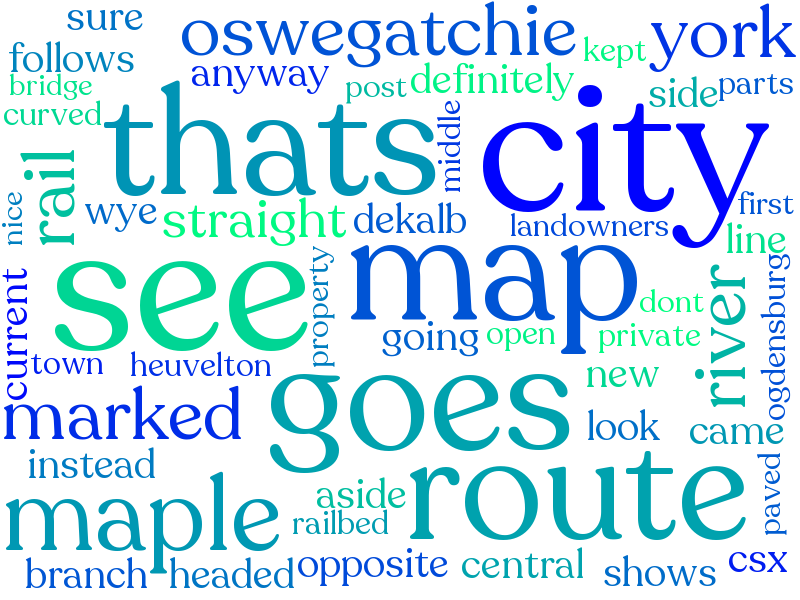 sure
oswegatchie
kept
york
follows
anyway
bridge
post
definitely
side
parts
curved
thats
middle
city
rail
nice
wye
straight
dekalb
landowners
first
line
see
property
map
river
ogdensburg
current
dont
going
open
private
town
heuvelton
new
marked
goes
look
came
instead
maple
aside
railbed
route
paved
branch
headed
opposite
central
shows
csx